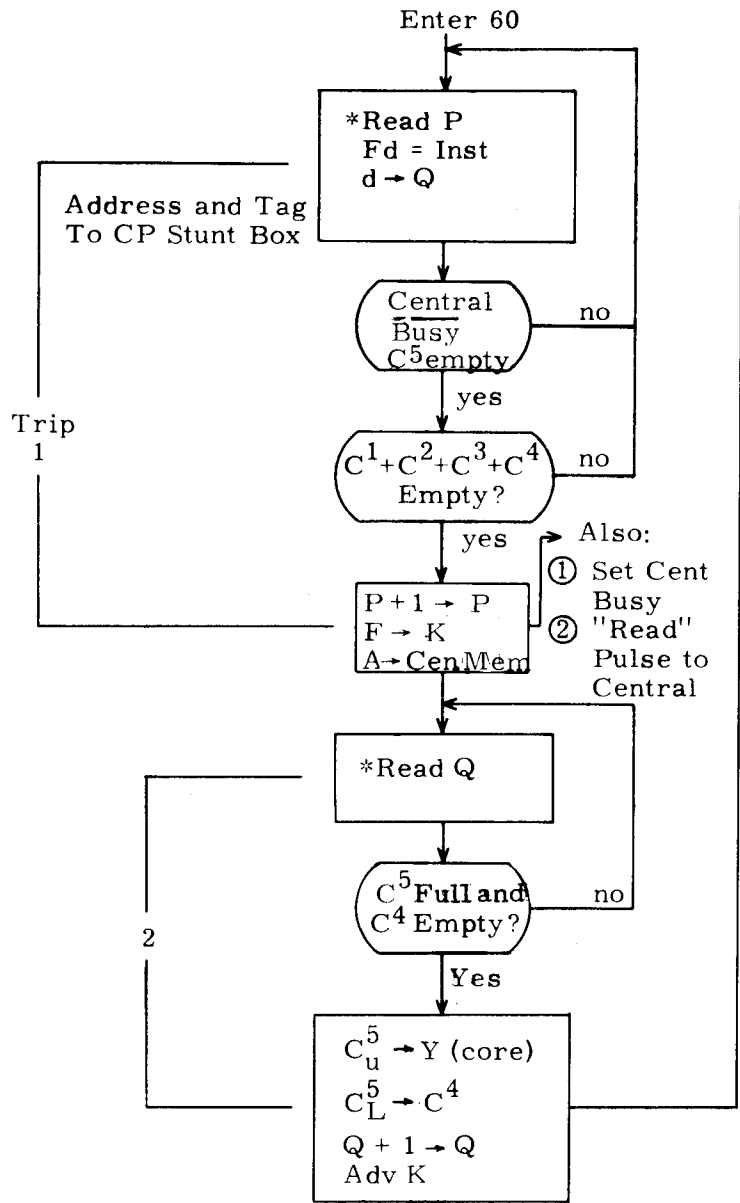 Enter 60
*Read P
Fd = Inst
d → Q
Address and Tag
To CP Stunt Box
Central
Busy
C⁵ empty
no
yes
Trip
1
C¹+C²+C³+C⁴
Empty?
no
yes
Also:
① Set Cent
Busy
② "Read"
Pulse to
Central
P + 1 → P
F → K
A → Cen.Mem
*Read Q
C⁵ Full and
C⁴ Empty?
no
2
Yes
C⁵u → Y (core)
C⁵L → C⁴
Q + 1 → Q
Adv K